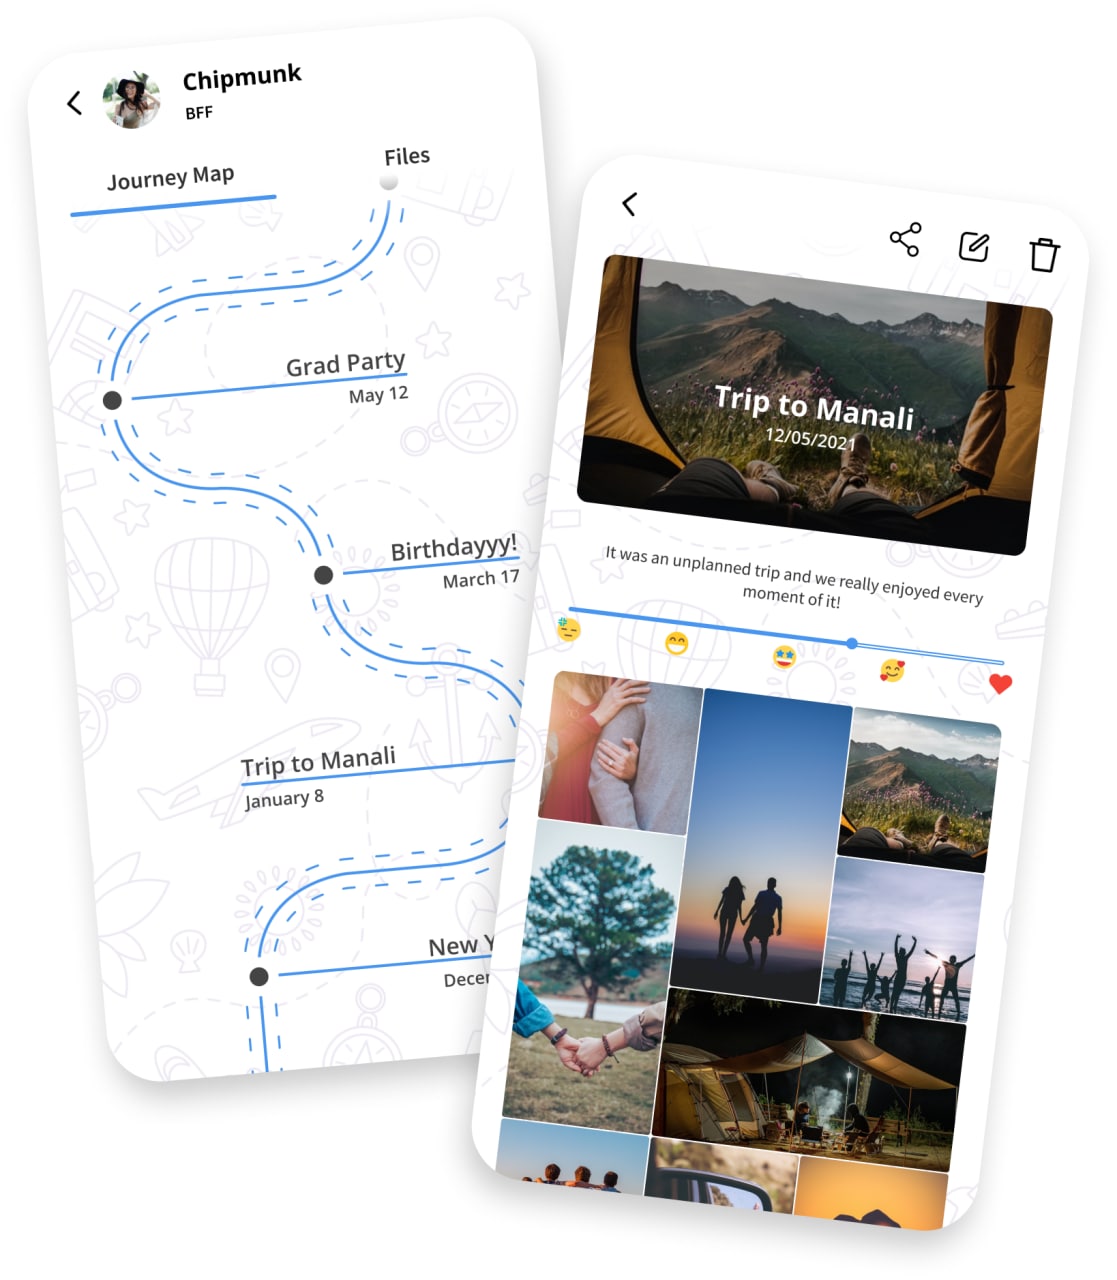 Chipmunk
BFF
Journey Map
Files
Grad Party
May 12
Birthdayyy!
March 17
Trip to Manali
January 8
New Y
Decem
Trip to Manali
12/05/2021
It was an unplanned trip and we really enjoyed every
moment of it!